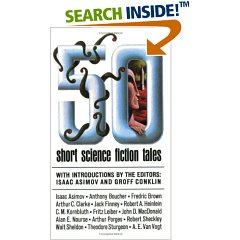 SEARCH INSIDE!™
50
short science fiction tales
WITH INTRODUCTIONS BY THE EDITORS:
ISAAC ASIMOV AND GROFF CONKLIN
Isaac Asimov • Anthony Boucher • Fredric Brown
Arthur C. Clarke • Jack Finney • Robert A. Heinlein
C. M. Kornbluth • Fritz Leiber • John D. MacDonald
Alan E. Nourse • Arthur Porges • Robert Sheckley
Walt Sheldon • Theodore Sturgeon • A. E. Van Vogt